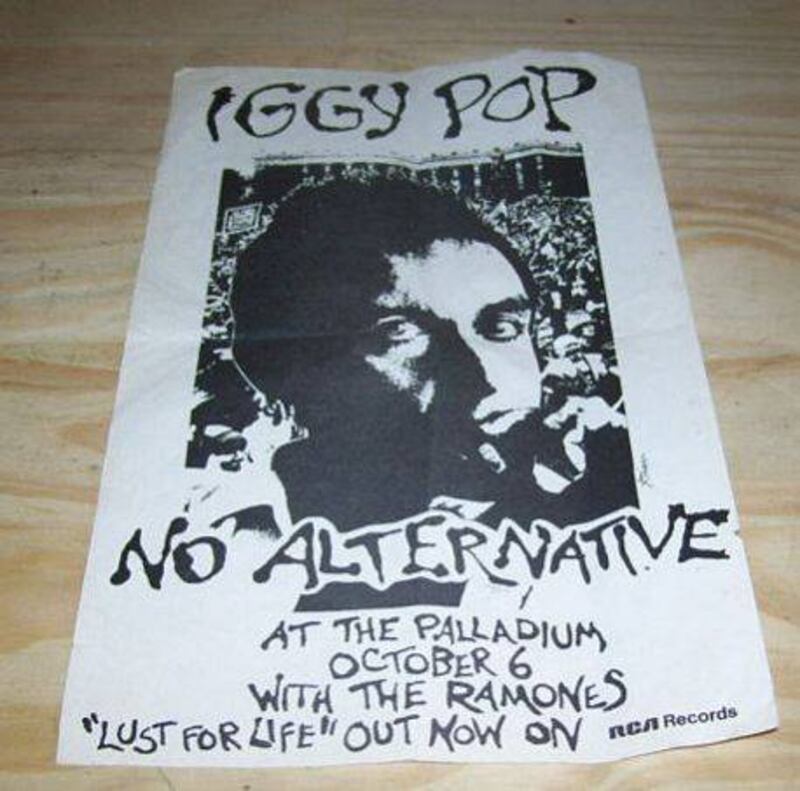 IGGY POP
NO ALTERNATIVE
AT THE PALLADIUM,
OCTOBER 6
WITH THE RAMONES
"LUST FOR LIFE" OUT NOW ON RCA Records